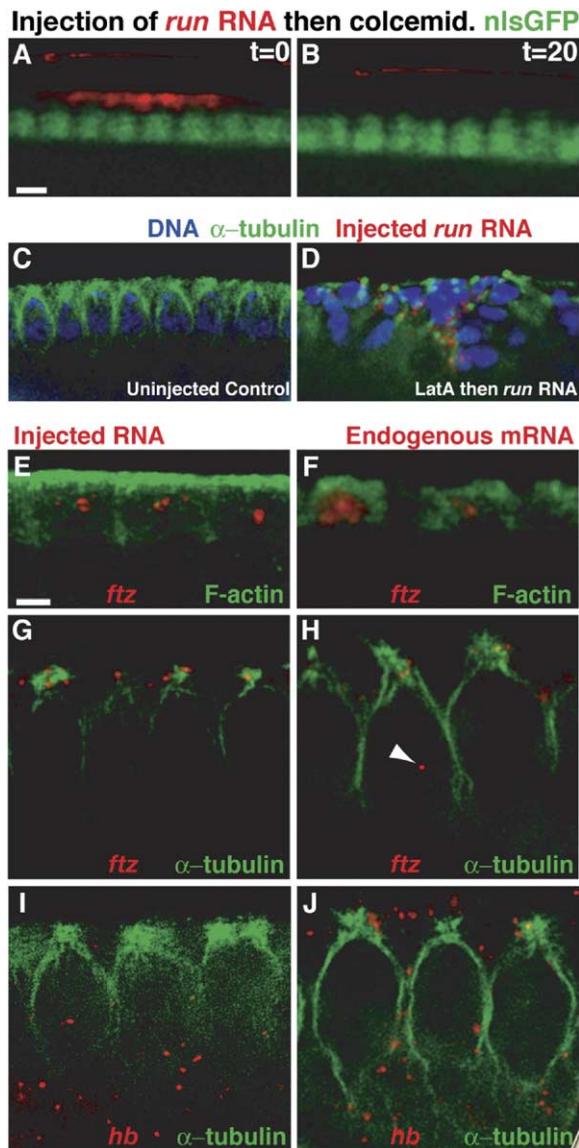 Injection of run RNA then colcemid. nlsGFP
A t=0
B t=20
DNA α–tubulin Injected run RNA
C
Uninjected Control
D
LatA then run RNA
Injected RNA
Endogenous mRNA
E
ftz F-actin
F
ftz F-actin
G
ftz α–tubulin
H
ftz α–tubulin
I
hb α–tubulin
J
hb α–tubulin